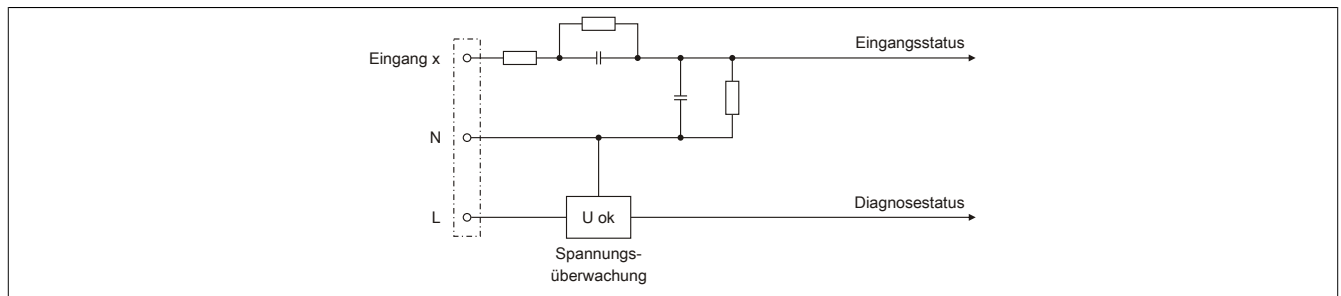 Eingang x
Eingangsstatus
N
L
U ok
Diagnosestatus
Spannungs-
überwachung